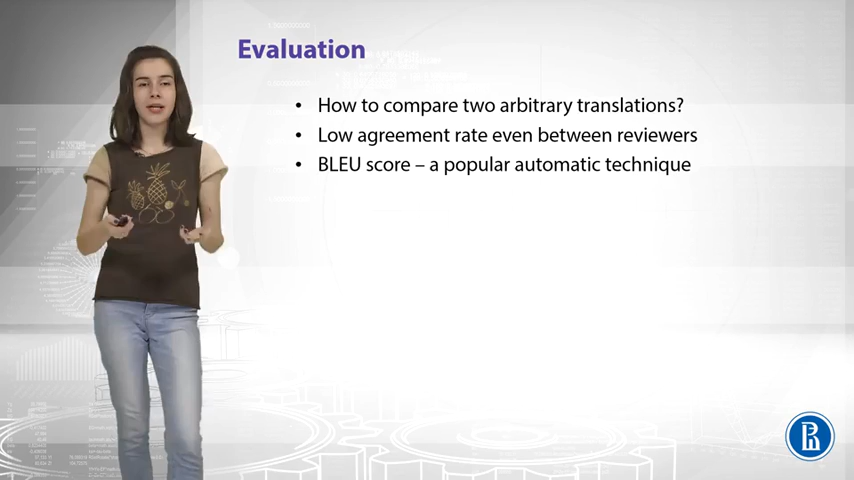 Evaluation
• How to compare two arbitrary translations?
• Low agreement rate even between reviewers
• BLEU score – a popular automatic technique